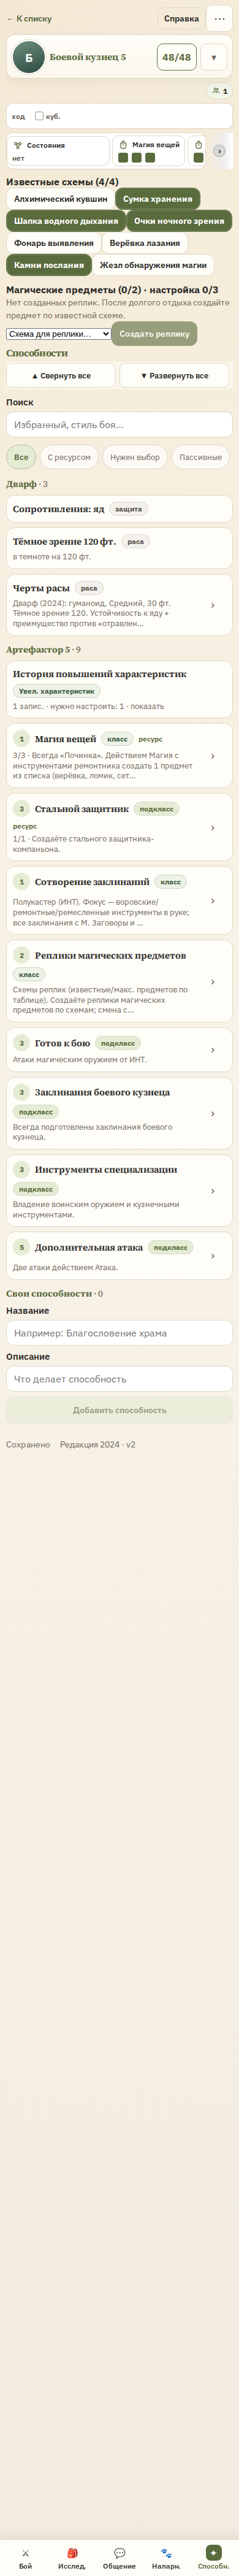 ← К списку
Справка
⋯
Б
Боевой кузнец 5
48/48
▾
1
ход
куб.
Состояния
нет
Магия вещей
›
Известные схемы (4/4)
Алхимический кувшин
Сумка хранения
Шапка водного дыхания
Очки ночного зрения
Фонарь выявления
Верёвка лазания
Камни послания
Жезл обнаружения магии
Магические предметы (0/2) · настройка 0/3
Нет созданных реплик. После долгого отдыха создайте
предмет по известной схеме.
Схема для реплики…
Создать реплику
Способности
▲ Свернуть все
▼ Развернуть все
Поиск
Избранный, стиль боя…
Все
С ресурсом
Нужен выбор
Пассивные
Дварф · 3
Сопротивления: яд
защита
Тёмное зрение 120 фт.
раса
в темноте на 120 фт.
Черты расы
раса
Дварф (2024): гуманоид, Средний, 30 фт.
Тёмное зрение 120. Устойчивость к яду +
преимущество против «отравлен…
›
Артефактор 5 · 9
История повышений характеристик
Увел. характеристик
1 запис. · нужно настроить: 1 · показать
1 Магия вещей
класс
ресурс
3/3 · Всегда «Починка». Действием Магия с
инструментами ремонтника создать 1 предмет
из списка (верёвка, ломик, сет…
›
3 Стальной защитник
подкласс
ресурс
1/1 · Создаёте стального защитника-
компаньона.
›
1 Сотворение заклинаний
класс
Полукастер (ИНТ). Фокус — воровские/
ремонтные/ремесленные инструменты в руке;
все заклинания с М. Заговоры и …
›
2 Реплики магических предметов
класс
Схемы реплик (известные/макс. предметов по
таблице). Создаёте реплики магических
предметов по схемам; смена с…
›
3 Готов к бою
подкласс
Атаки магическим оружием от ИНТ.
›
3 Заклинания боевого кузнеца
подкласс
Всегда подготовлены заклинания боевого
кузнеца.
›
3 Инструменты специализации
подкласс
Владение воинским оружием и кузнечными
инструментами.
›
5 Дополнительная атака
подкласс
Две атаки действием Атака.
›
Свои способности · 0
Название
Например: Благословение храма
Описание
Что делает способность
Добавить способность
Сохранено
Редакция 2024 · v2
Бой
Исслед.
Общение
Напарн.
Способн.